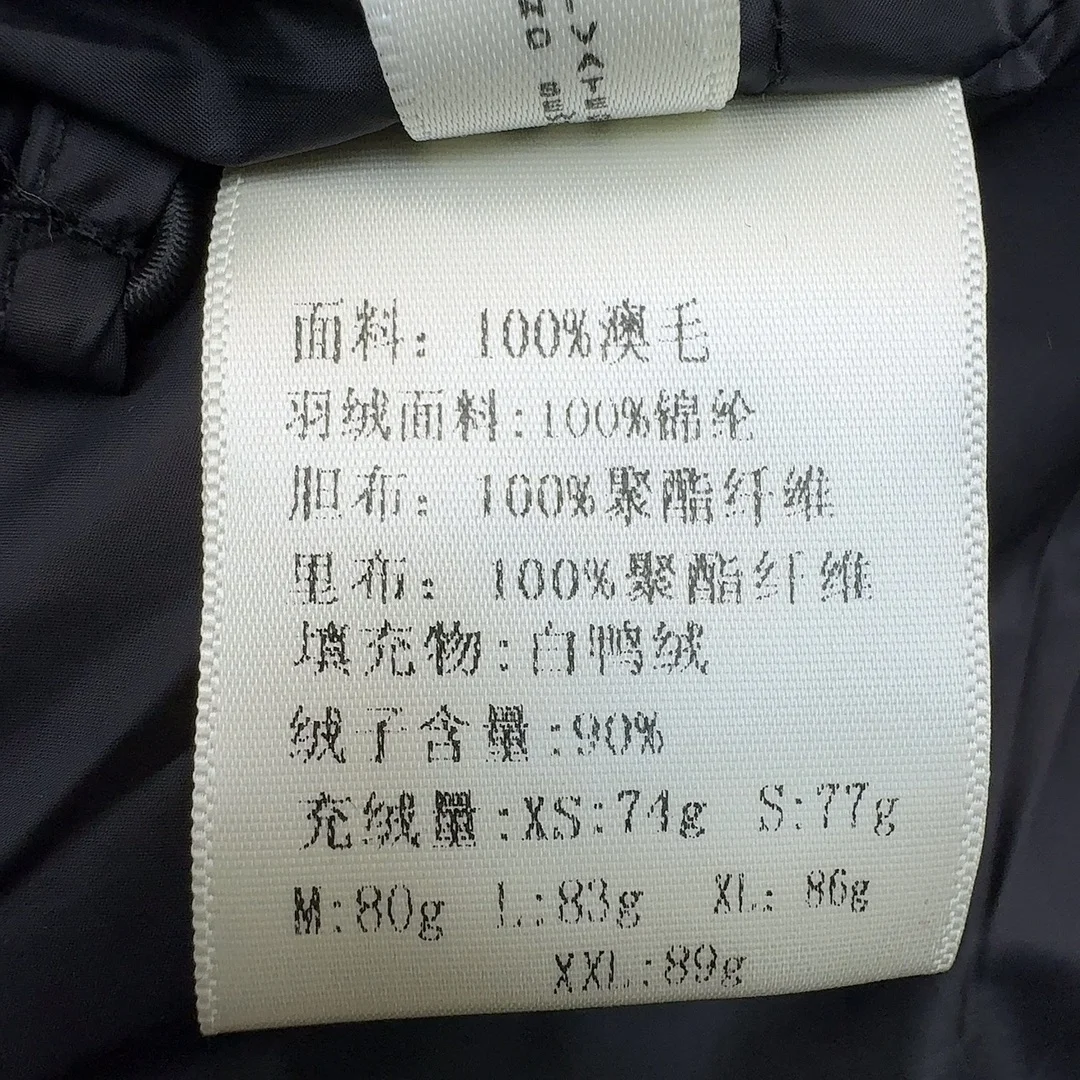 面料：100%澳毛
羽绒面料:100%锦纶
胆布：100%聚酯纤维
里布：100%聚酯纤维
填充物:白鸭绒
绒子含量:90%
充绒量:XS:74g S:77g
M:80g L:83g XL: 86g
XXL:89g